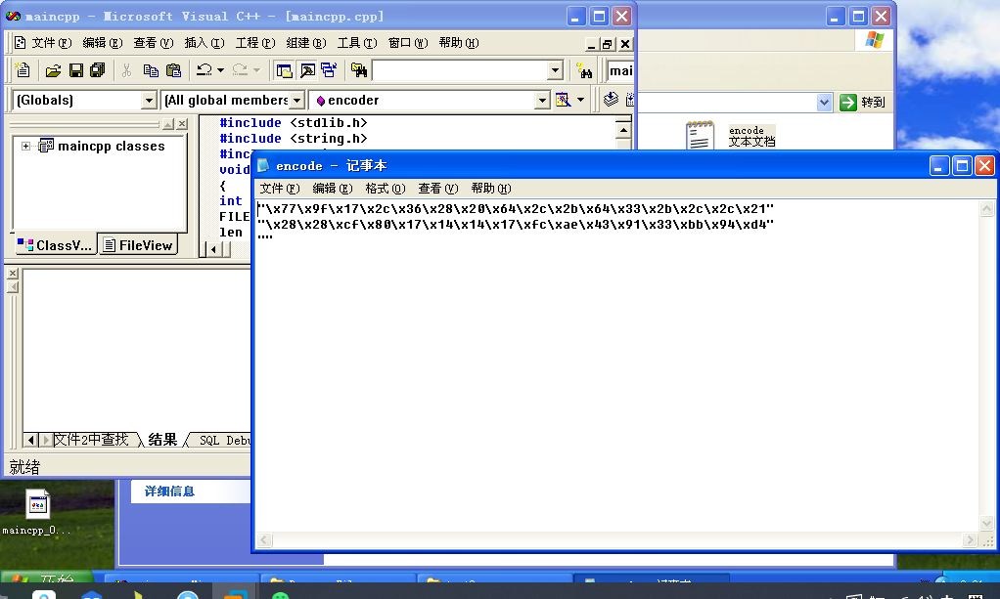 maincpp - Microsoft Visual C++ - [maincpp.cpp]
文件(F) 编辑(E) 查看(V) 插入(I) 工程(P) 组建(B) 工具(T) 窗口(W) 帮助(H)
mai
(Globals) (All global members encoder
转到
maincpp classes
ClassV... FileView
#include <stdlib.h>
#include <string.h>
#inc
void
{
int
FILE
len
encode
文本文档
encode - 记事本
文件(F) 编辑(E) 格式(O) 查看(V) 帮助(H)
"\x77\x9f\x17\x2c\x36\x28\x20\x64\x2c\x2b\x64\x33\x2b\x2c\x2c\x21"
"\x28\x28\xcf\x80\x17\x14\x14\x17\xfc\xae\x43\x91\x33\xbb\x94\xd4"
""
文件2中查找 结果 SQL Debu
就绪
详细信息
maincpp_0...
开始